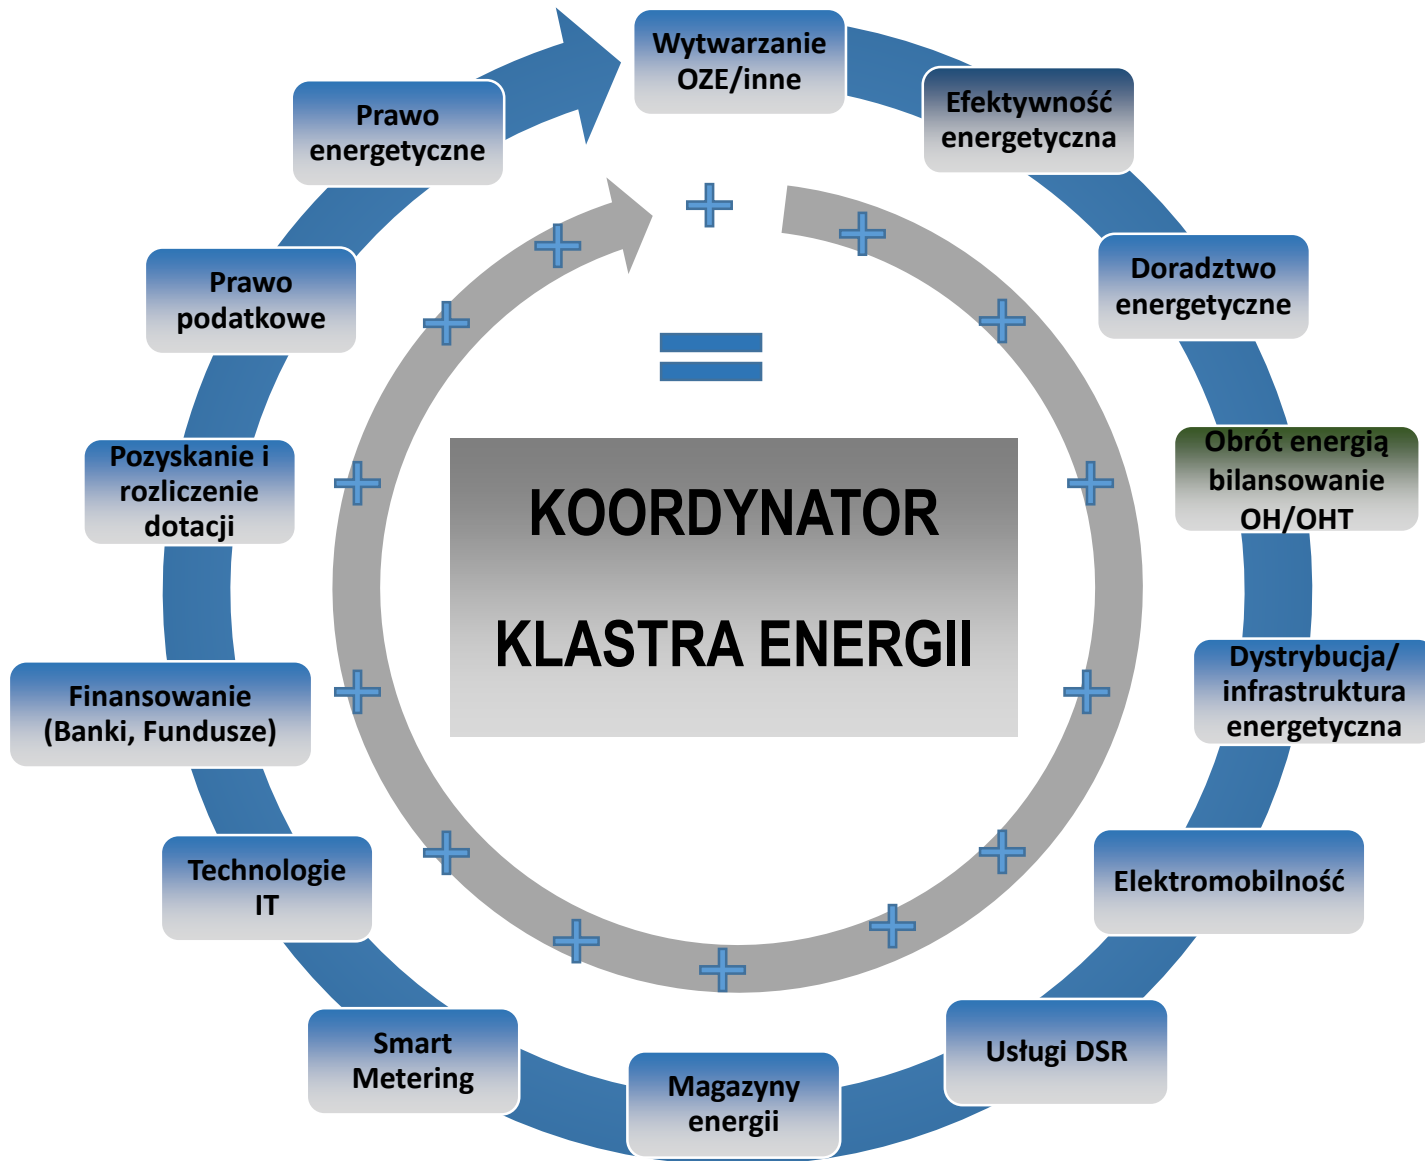 Wytwarzanie
OZE/inne
Efektywność
energetyczna
Doradztwo
energetyczne
Obrót energią
bilansowanie
OH/OHT
Dystrybucja/
infrastruktura
energetyczna
Elektromobilność
Usługi DSR
Magazyny
energii
Smart
Metering
Technologie
IT
Finansowanie
(Banki, Fundusze)
Pozyskanie i
rozliczenie
dotacji
Prawo
podatkowe
Prawo
energetyczne
KOORDYNATOR
KLASTRA ENERGII